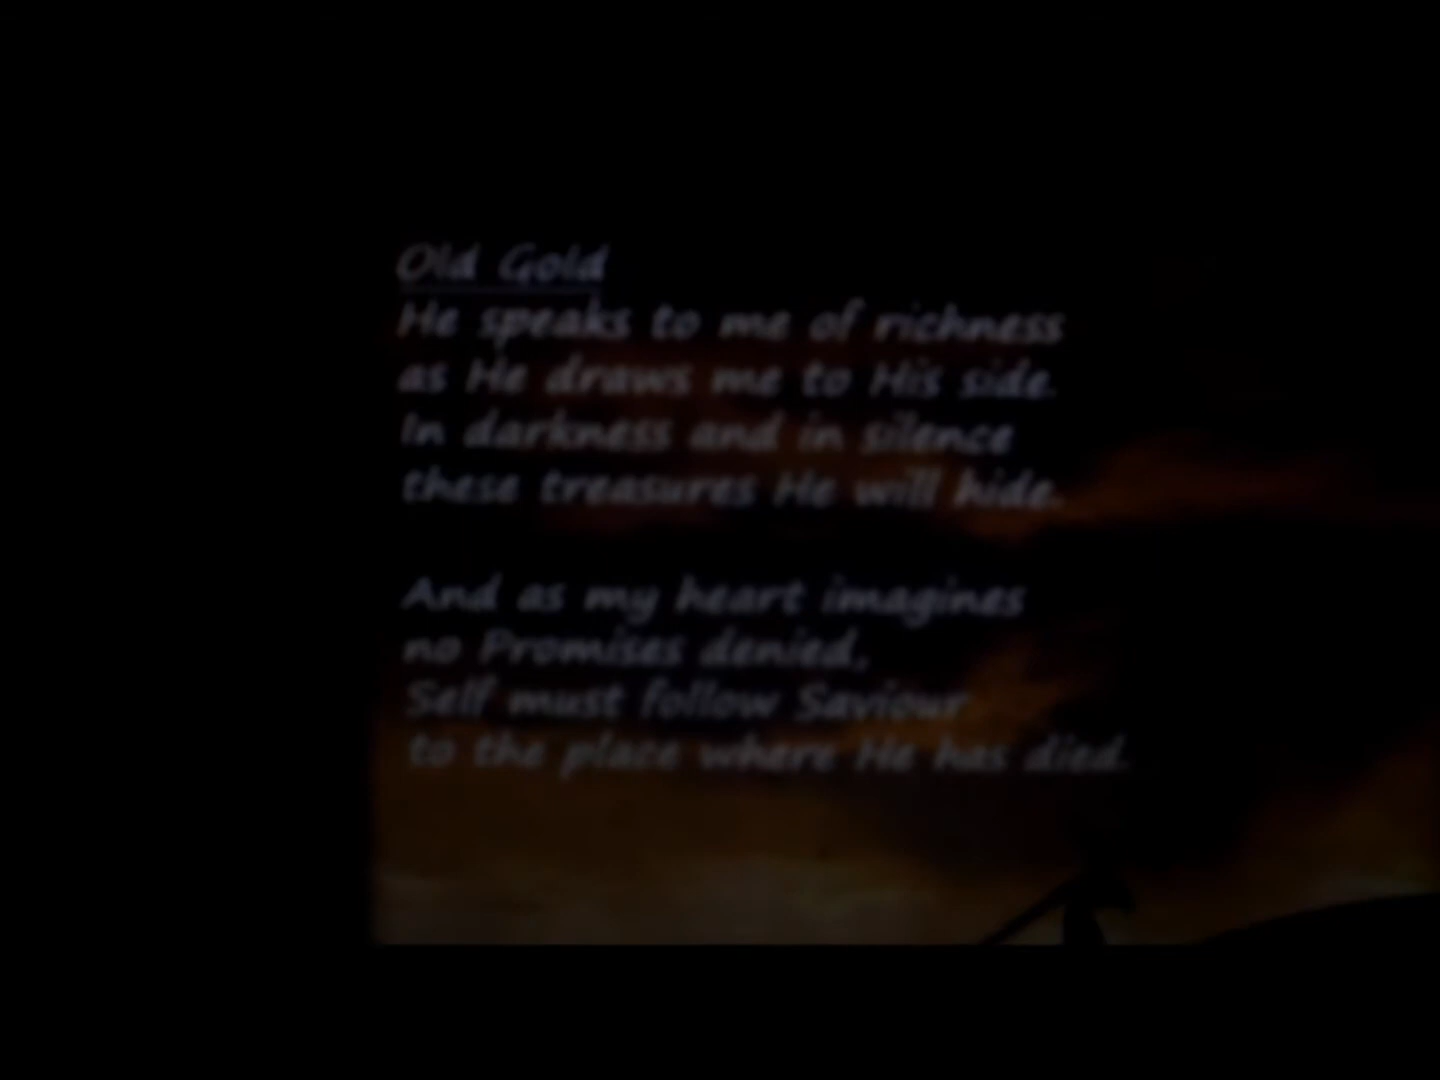 Old Gold
He speaks to me of richness
as He draws me to His side.
In darkness and in silence
these treasures He will hide.
And as my heart imagines
no Promises denied,
Self must follow Saviour
to the place where He has died.